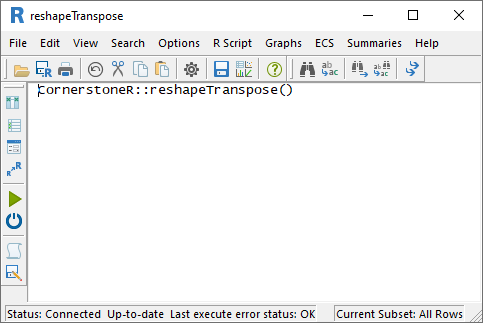 reshapeTranspose
File Edit View Search Options R Script Graphs ECS Summaries Help
CornerstoneR::reshapeTranspose()
Status: Connected Up-to-date Last execute error status: OK Current Subset: All Rows